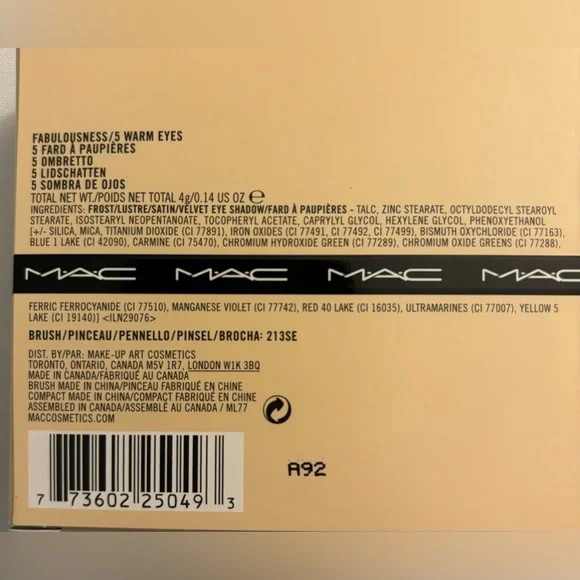 FABULOUSNESS/5 WARM EYES
5 FARD À PAUPIÈRES
5 OMBRETTO
5 LIDSCHATTEN
5 SOMBRA DE OJOS
TOTAL NET WT./POIDS NET TOTAL 4g/0.14 US OZ ℮
INGREDIENTS: FROST/LUSTRE/SATIN/VELVET EYE SHADOW/FARD À PAUPIÈRES - TALC, ZINC STEARATE, OCTYLDODECYL STEAROYL
STEARATE, ISOSTEARYL NEOPENTANOATE, TOCOPHERYL ACETATE, CAPRYLYL GLYCOL, HEXYLENE GLYCOL, PHENOXYETHANOL
[+/- SILICA, MICA, TITANIUM DIOXIDE (CI 77891), IRON OXIDES (CI 77491, CI 77492, CI 77499), BISMUTH OXYCHLORIDE (CI 77163),
BLUE 1 LAKE (CI 42090), CARMINE (CI 75470), CHROMIUM HYDROXIDE GREEN (CI 77289), CHROMIUM OXIDE GREENS (CI 77288),
MAC MAC MAC MAC
FERRIC FERROCYANIDE (CI 77510), MANGANESE VIOLET (CI 77742), RED 40 LAKE (CI 16035), ULTRAMARINES (CI 77007), YELLOW 5
LAKE (CI 19140)] <ILN29076>
BRUSH/PINCEAU/PENNELLO/PINSEL/BROCHA: 213SE
DIST. BY/PAR: MAKE-UP ART COSMETICS
TORONTO, ONTARIO, CANADA M5V 1R7, LONDON W1K 3BQ
MADE IN CANADA/FABRIQUÉ AU CANADA
BRUSH MADE IN CHINA/PINCEAU FABRIQUÉ EN CHINE
COMPACT MADE IN CHINA/COMPACT FABRIQUÉ EN CHINE
ASSEMBLED IN CANADA/ASSEMBLÉ AU CANADA / ML77
MACCOSMETICS.COM
A92
7 73602 25049 3